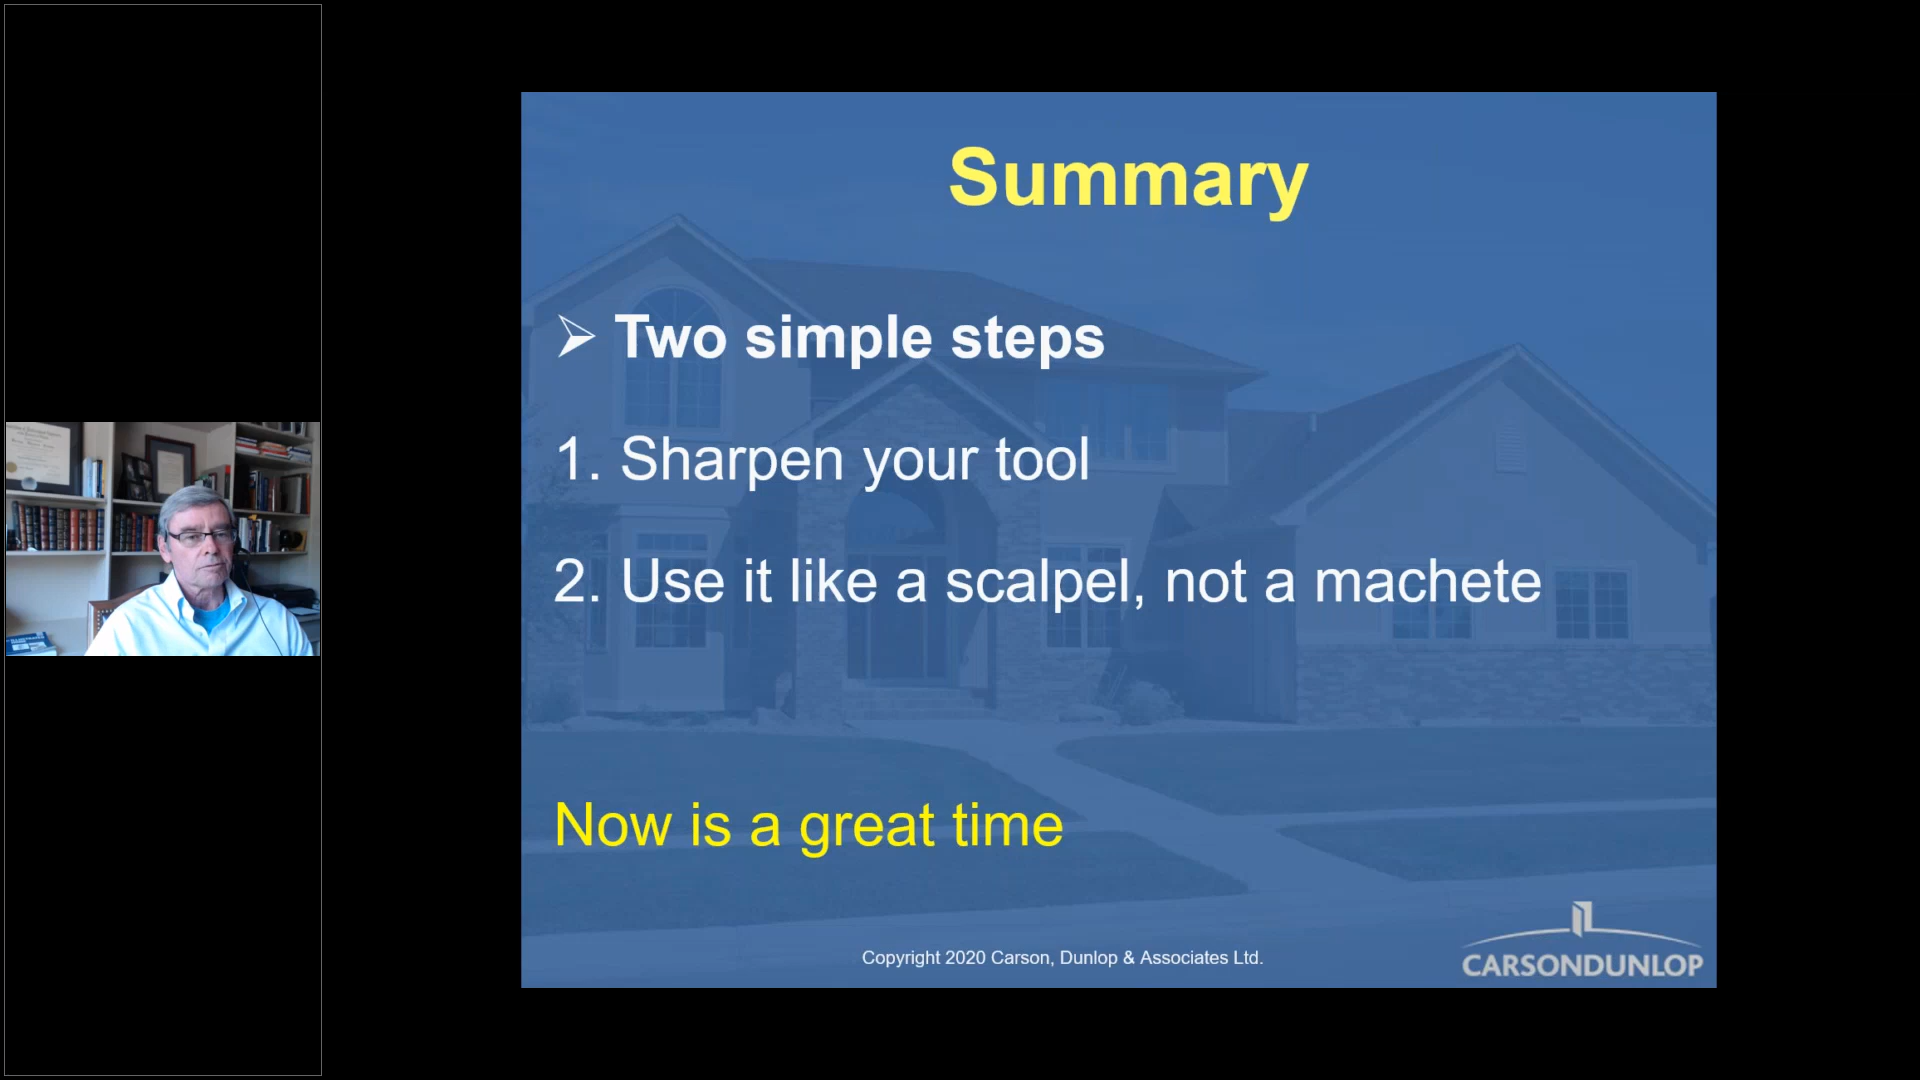 Summary
➢ Two simple steps
1. Sharpen your tool
2. Use it like a scalpel, not a machete
Now is a great time
Copyright 2020 Carson, Dunlop & Associates Ltd.
CARSONDUNLOP